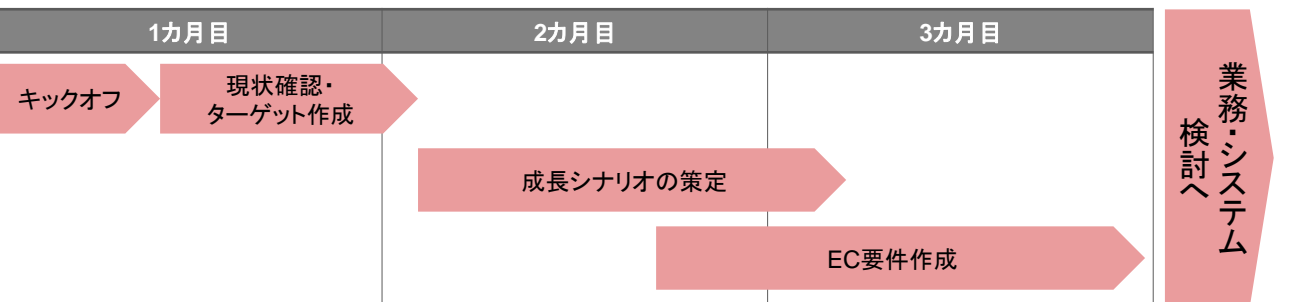 1カ月目
2カ月目
3カ月目
キックオフ
現状確認・
ターゲット作成
成長シナリオの策定
EC要件作成
業務・システム
検討へ